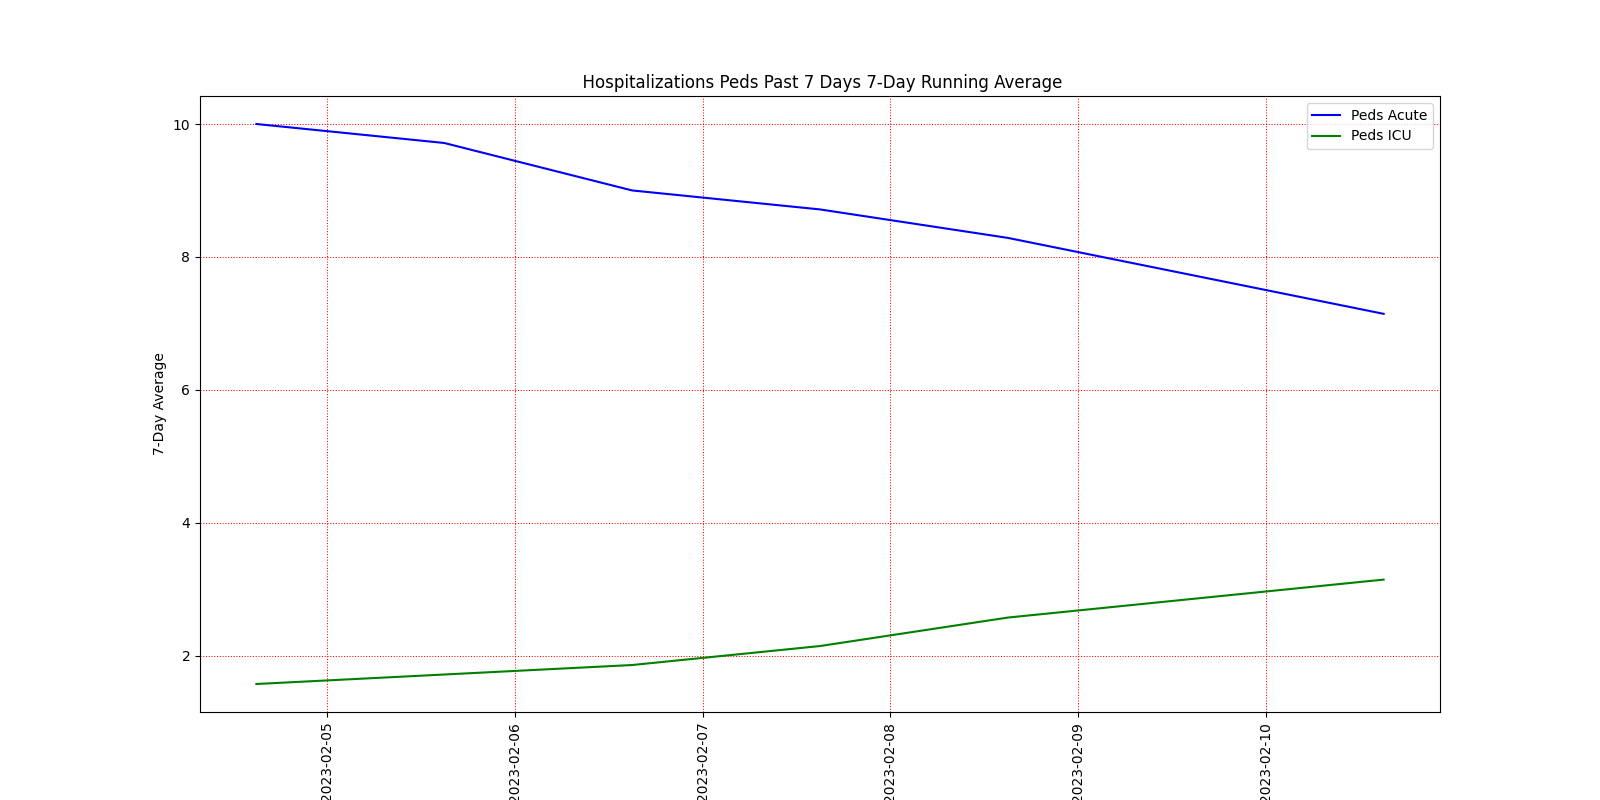 Hospitalizations Peds Past 7 Days 7-Day Running Average
Peds Acute
Peds ICU
7-Day Average
10
8
6
4
2
2023-02-05
2023-02-06
2023-02-07
2023-02-08
2023-02-09
2023-02-10